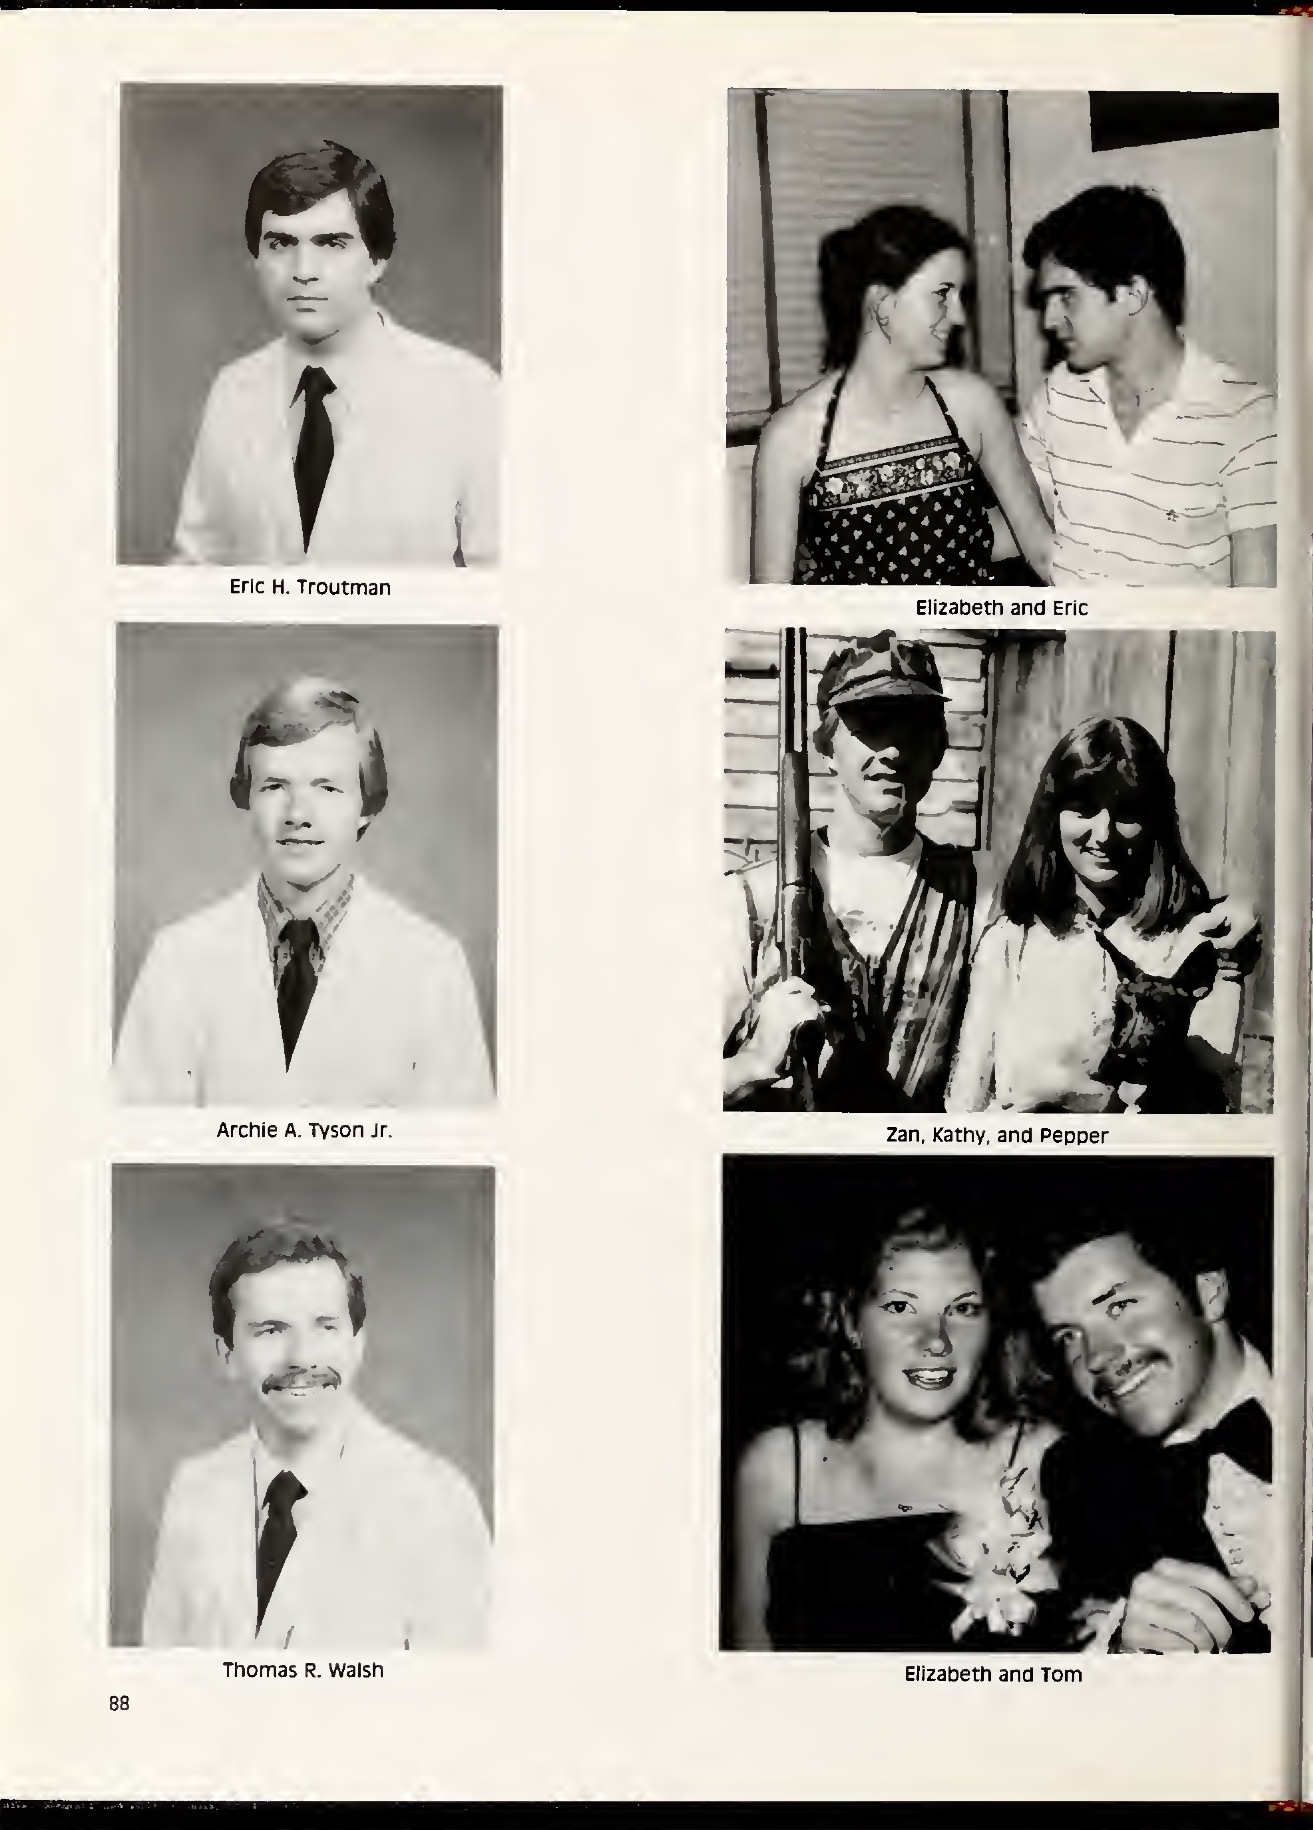 Eric H. Troutman
Elizabeth and Eric
Archie A. Tyson Jr.
Zan, Kathy, and Pepper
Thomas R. Walsh
Elizabeth and Tom
88